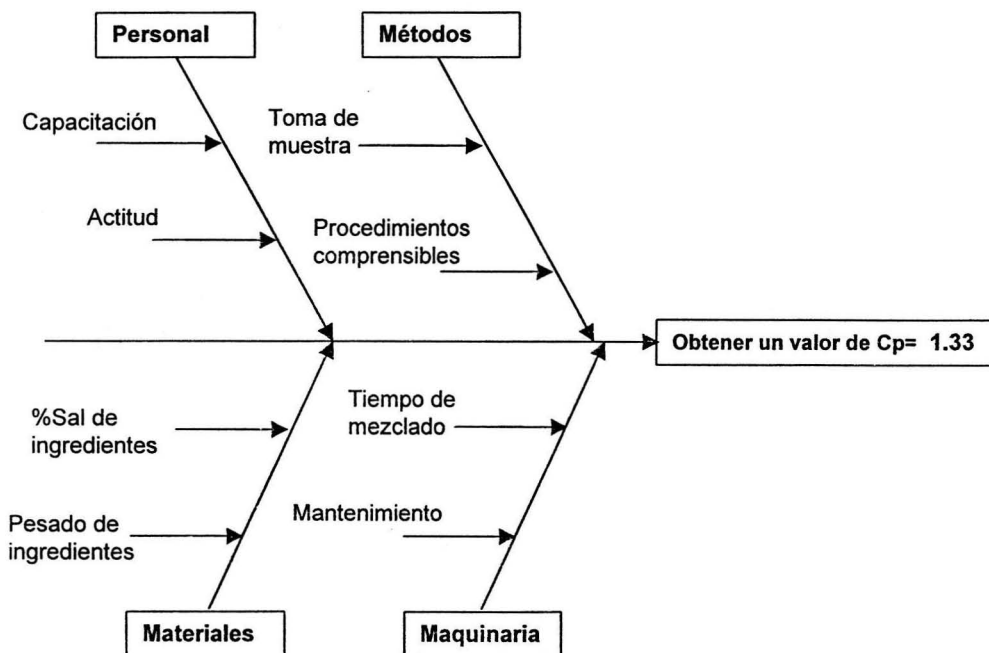 Personal
Métodos
Capacitación
Toma de
muestra
Actitud
Procedimientos
comprensibles
Obtener un valor de Cp= 1.33
%Sal de
ingredientes
Tiempo de
mezclado
Pesado de
ingredientes
Mantenimiento
Materiales
Maquinaria